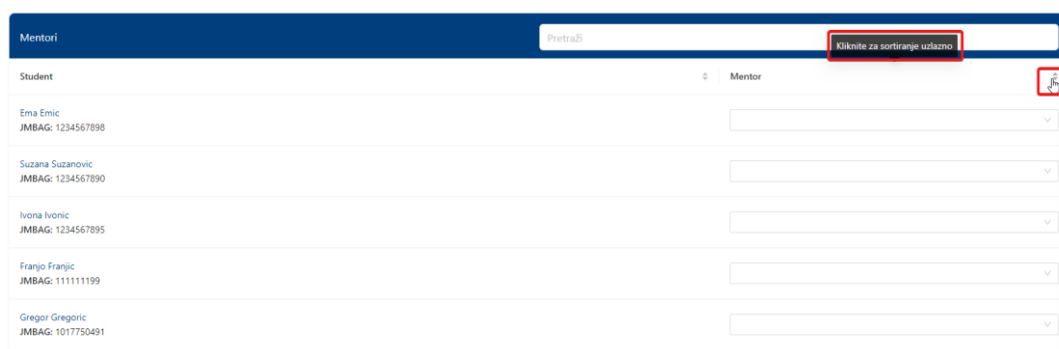 Mentori
Pretraži
Kliknite za sortiranje uzlazno
Student
Mentor
Ema Emic
JMBAG: 1234567898
Suzana Suzanovic
JMBAG: 1234567890
Ivona Ivonic
JMBAG: 1234567895
Franjo Franjic
JMBAG: 111111199
Gregor Gregoric
JMBAG: 1017750491